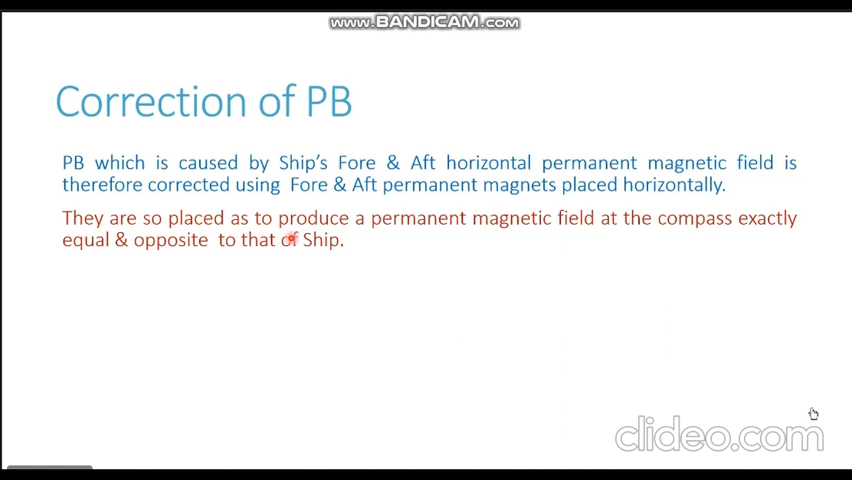 www.BANDICAM.com
Correction of PB
PB which is caused by Ship's Fore & Aft horizontal permanent magnetic field is
therefore corrected using Fore & Aft permanent magnets placed horizontally.
They are so placed as to produce a permanent magnetic field at the compass exactly
equal & opposite to that of Ship.
clideo.com